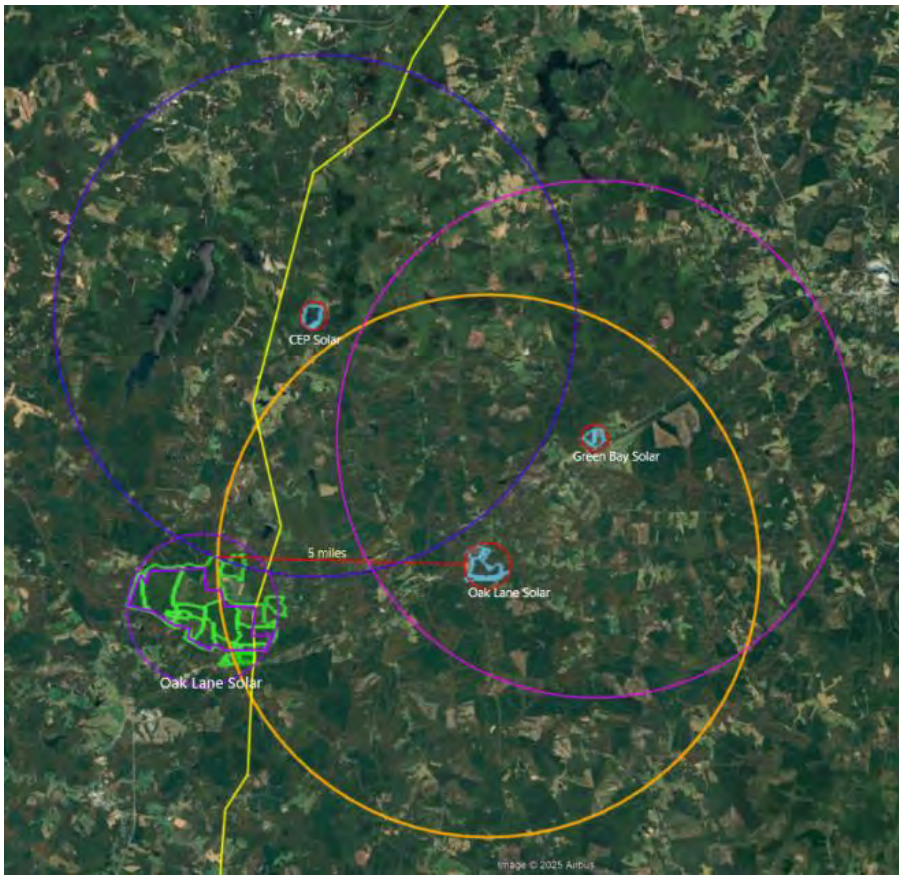 CEP Solar
Green Bay Solar
5 miles
Oak Lane Solar
Oak Lane Solar
Image © 2025 Airbus